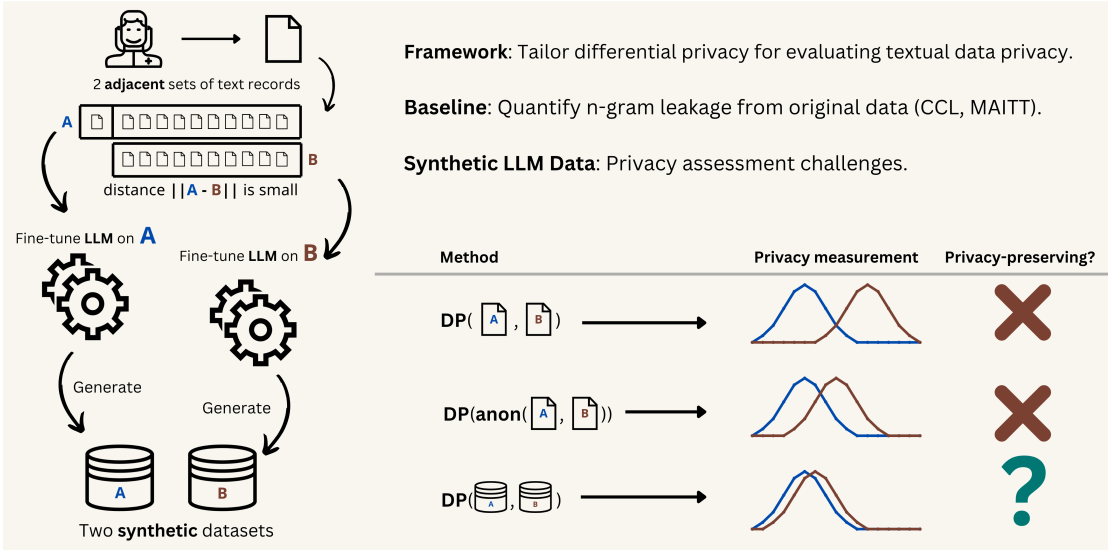 2 adjacent sets of text records
A
B
distance ||A - B|| is small
Fine-tune LLM on A
Fine-tune LLM on B
Generate
Generate
A
B
Two synthetic datasets
Framework: Tailor differential privacy for evaluating textual data privacy.
Baseline: Quantify n-gram leakage from original data (CCL, MAITT).
Synthetic LLM Data: Privacy assessment challenges.
Method Privacy measurement Privacy-preserving?
DP( A , B )
DP(anon( A , B ))
DP( A , B )
?